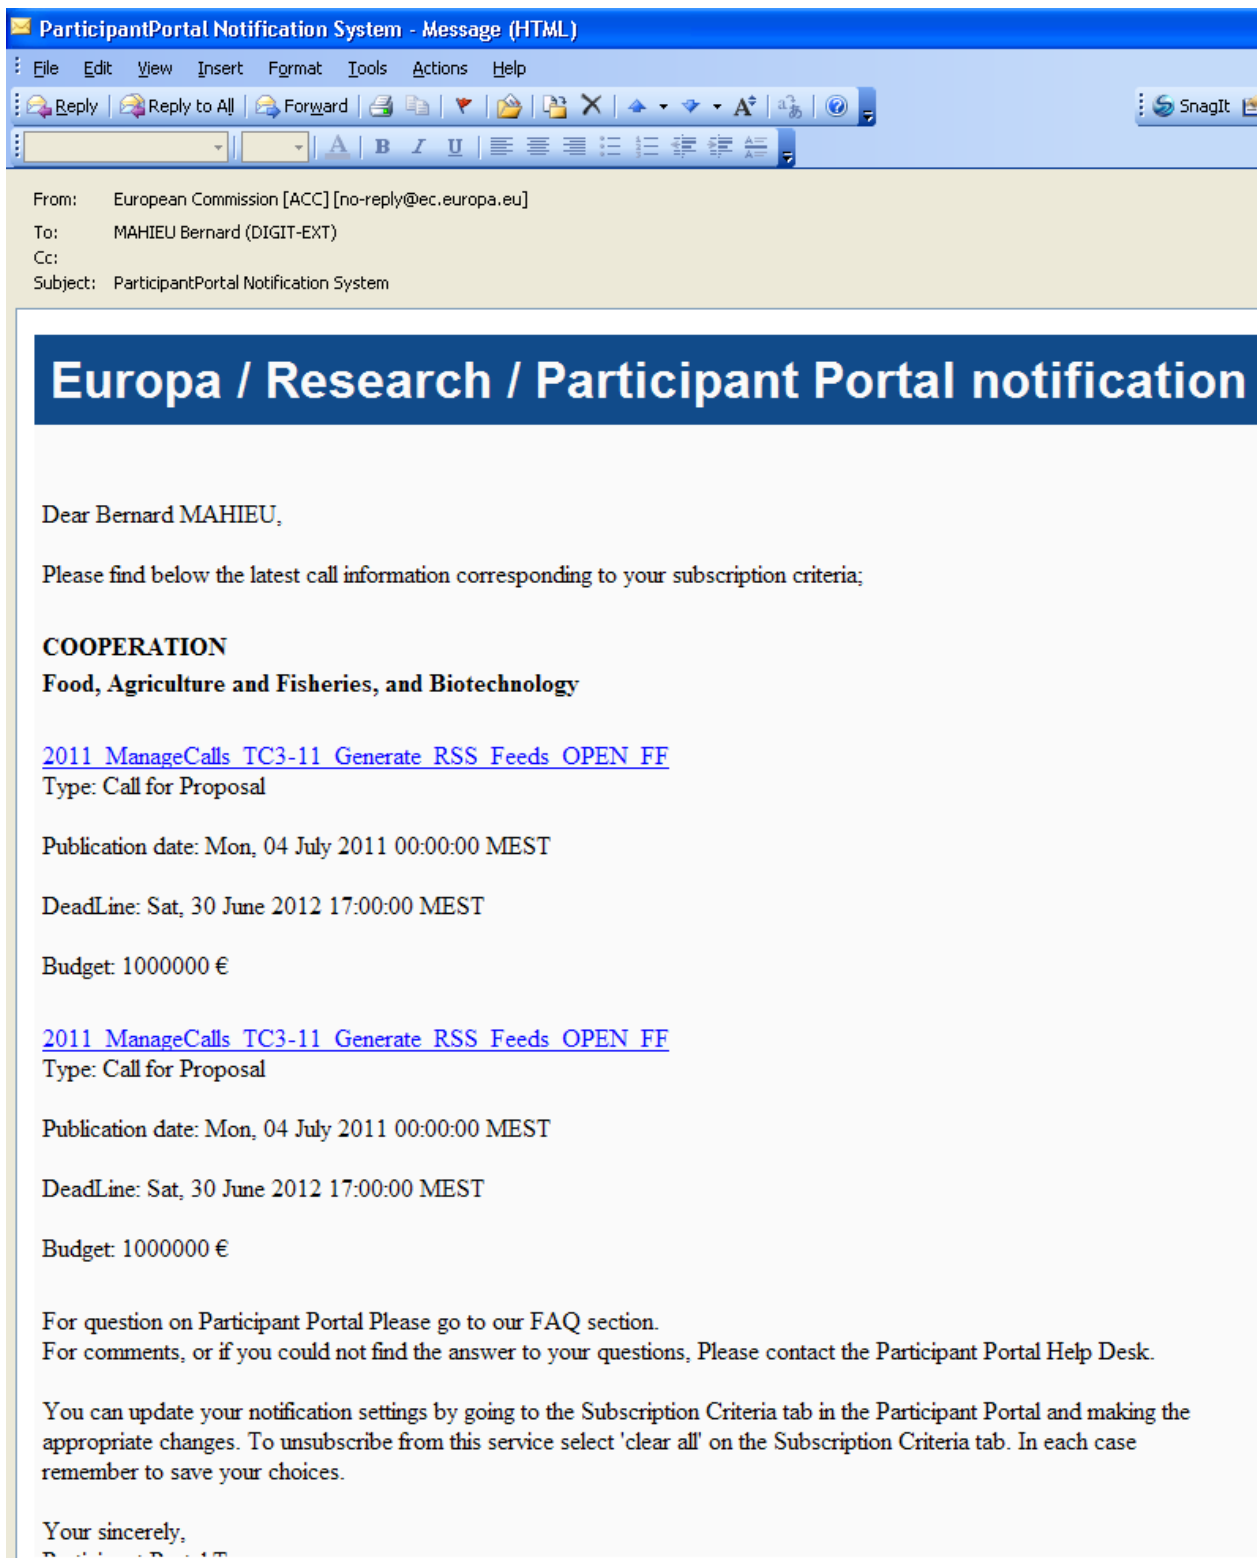 ParticipantPortal Notification System - Message (HTML)
File Edit View Insert Format Tools Actions Help
Reply Reply to All Forward SnagIt
From: European Commission [ACC] [no-reply@ec.europa.eu]
To: MAHIEU Bernard (DIGIT-EXT)
Cc:
Subject: ParticipantPortal Notification System
Europa / Research / Participant Portal notification
Dear Bernard MAHIEU,
Please find below the latest call information corresponding to your subscription criteria;
COOPERATION
Food, Agriculture and Fisheries, and Biotechnology
2011_ManageCalls_TC3-11_Generate_RSS_Feeds_OPEN_FF
Type: Call for Proposal
Publication date: Mon, 04 July 2011 00:00:00 MEST
DeadLine: Sat, 30 June 2012 17:00:00 MEST
Budget: 1000000 €
2011_ManageCalls_TC3-11_Generate_RSS_Feeds_OPEN_FF
Type: Call for Proposal
Publication date: Mon, 04 July 2011 00:00:00 MEST
DeadLine: Sat, 30 June 2012 17:00:00 MEST
Budget: 1000000 €
For question on Participant Portal Please go to our FAQ section.
For comments, or if you could not find the answer to your questions, Please contact the Participant Portal Help Desk.
You can update your notification settings by going to the Subscription Criteria tab in the Participant Portal and making the
appropriate changes. To unsubscribe from this service select 'clear all' on the Subscription Criteria tab. In each case
remember to save your choices.
Your sincerely,